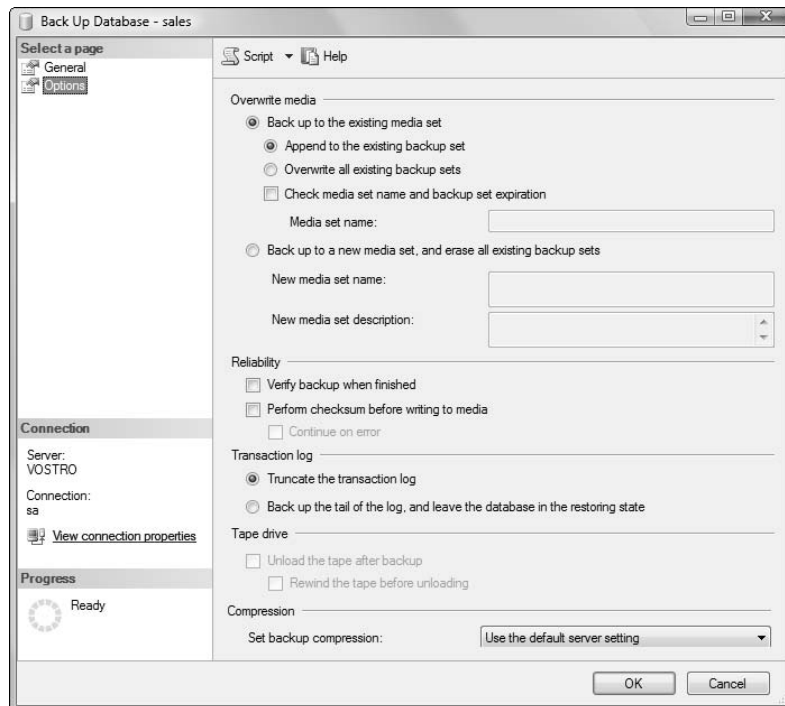 Back Up Database - sales
Select a page
General
Options
Script
Help
Overwrite media
Back up to the existing media set
Append to the existing backup set
Overwrite all existing backup sets
Check media set name and backup set expiration
Media set name:
Back up to a new media set, and erase all existing backup sets
New media set name:
New media set description:
Reliability
Verify backup when finished
Perform checksum before writing to media
Continue on error
Transaction log
Truncate the transaction log
Back up the tail of the log, and leave the database in the restoring state
Tape drive
Unload the tape after backup
Rewind the tape before unloading
Compression
Set backup compression:
Use the default server setting
Connection
Server:
VOSTRO
Connection:
sa
View connection properties
Progress
Ready
OK
Cancel